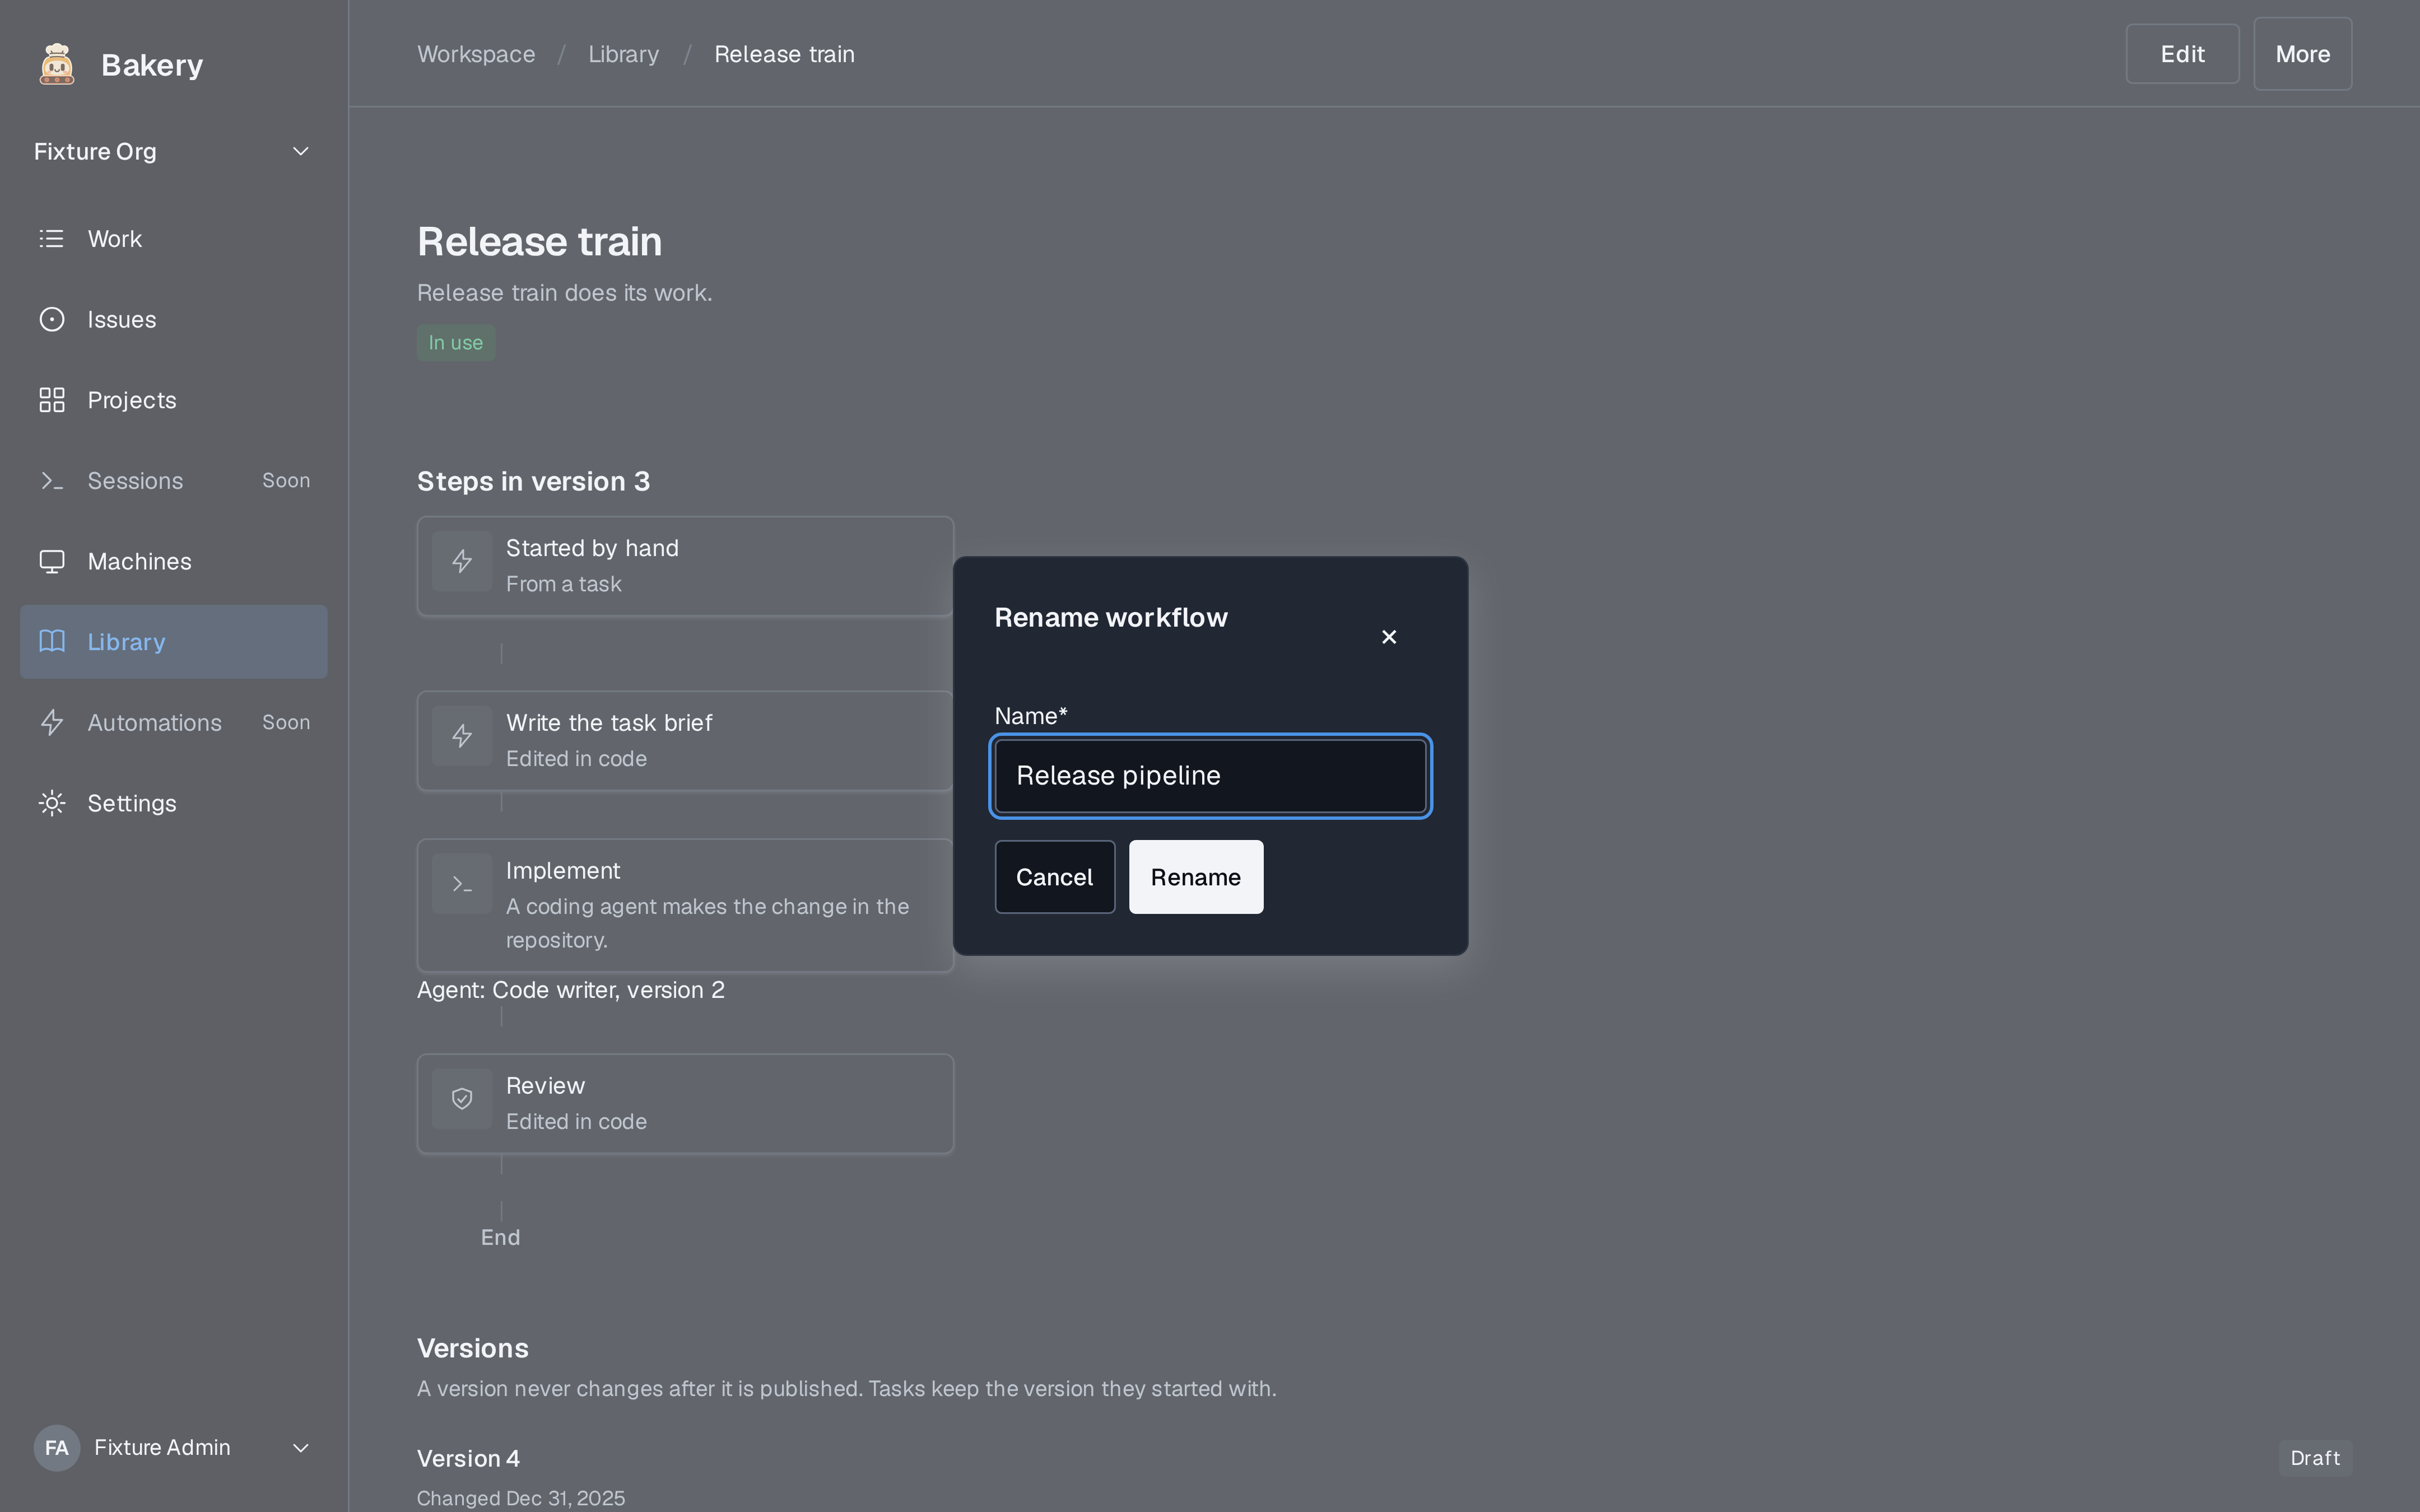 Bakery
Fixture Org
Work
Issues
Projects
Sessions Soon
Machines
Library
Automations Soon
Settings
FA Fixture Admin
Workspace / Library / Release train
Edit
More
Release train
Release train does its work.
In use
Steps in version 3
Started by hand
From a task
Write the task brief
Edited in code
Implement
A coding agent makes the change in the
repository.
Agent: Code writer, version 2
Review
Edited in code
End
Versions
A version never changes after it is published. Tasks keep the version they started with.
Version 4
Draft
Changed Dec 31, 2025
Rename workflow
Name*
Release pipeline
Cancel
Rename